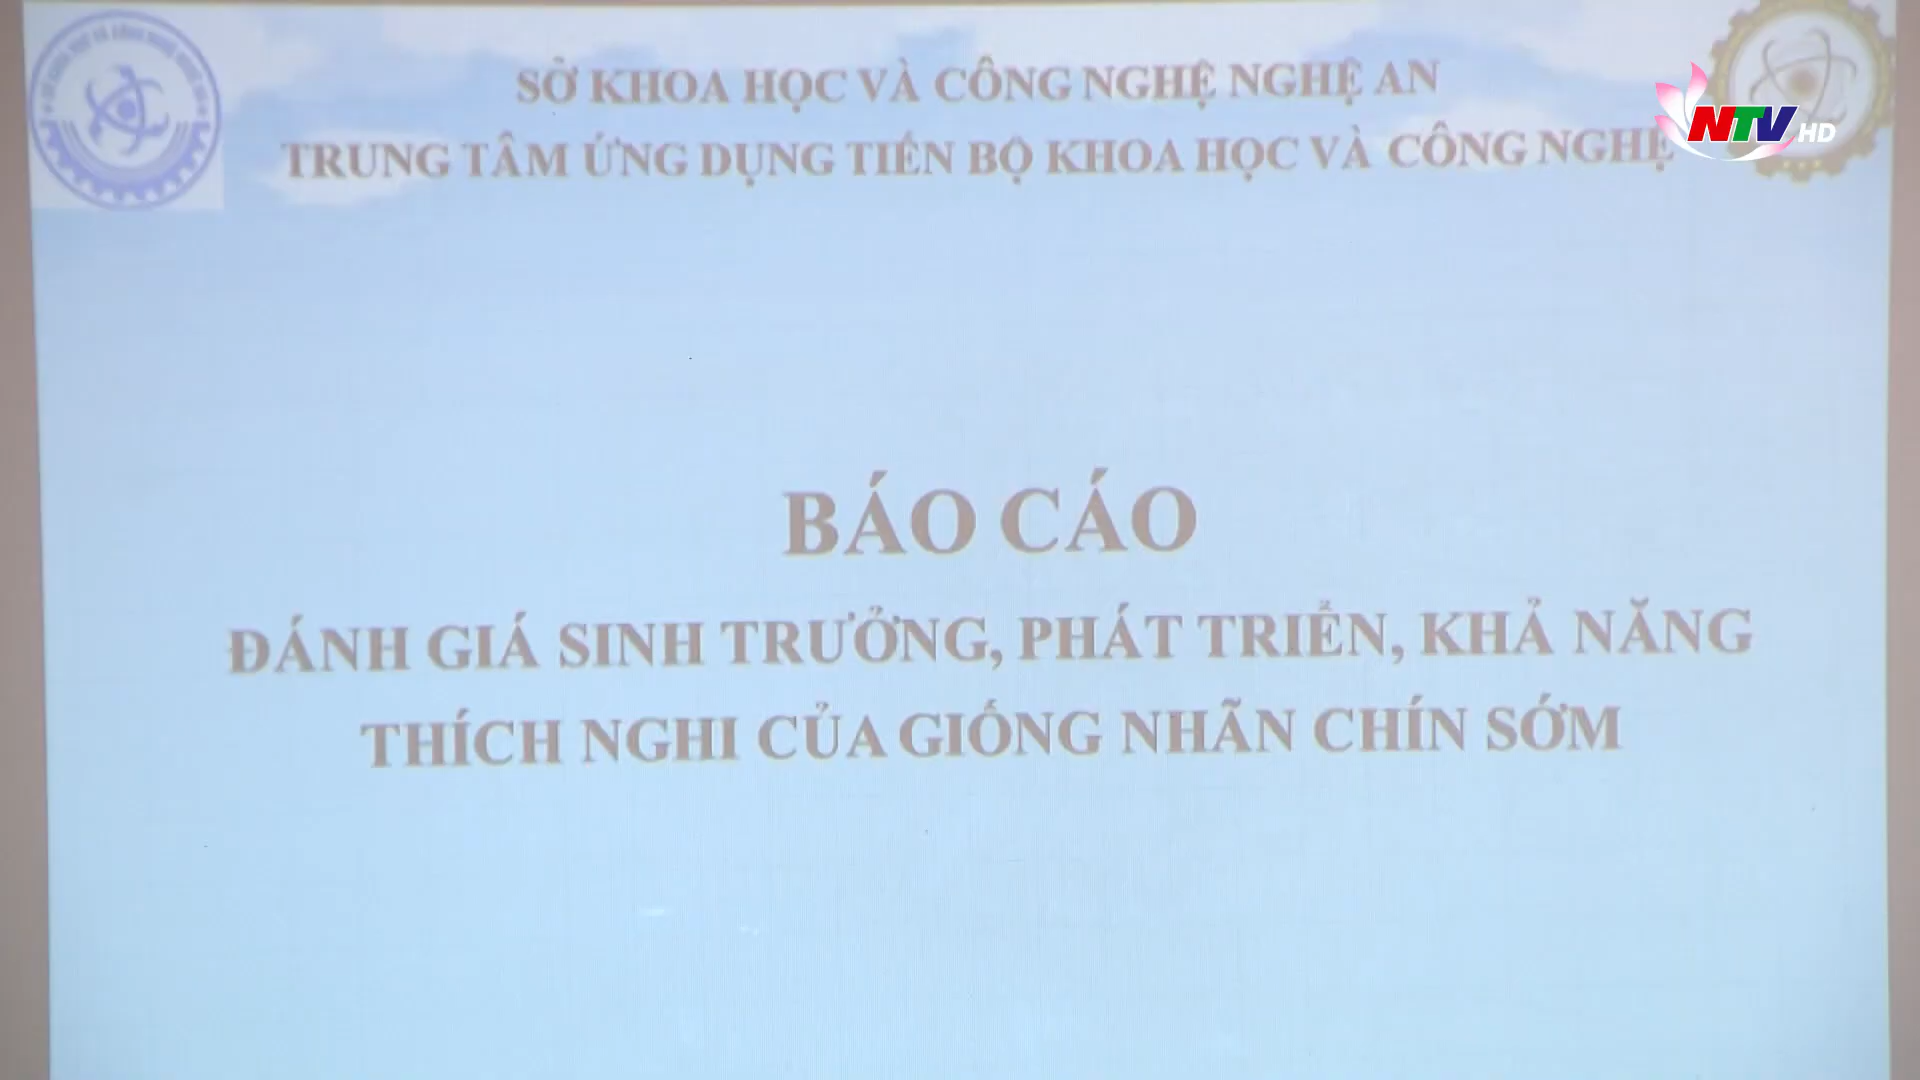 SỞ KHOA HỌC VÀ CÔNG NGHỆ NGHỆ AN
TRUNG TÂM ỨNG DỤNG TIẾN BỘ KHOA HỌC VÀ CÔNG NGHỆ
NTV HD
BÁO CÁO
ĐÁNH GIÁ SINH TRƯỞNG, PHÁT TRIỂN, KHẢ NĂNG
THÍCH NGHI CỦA GIỐNG NHÃN CHÍN SỚM